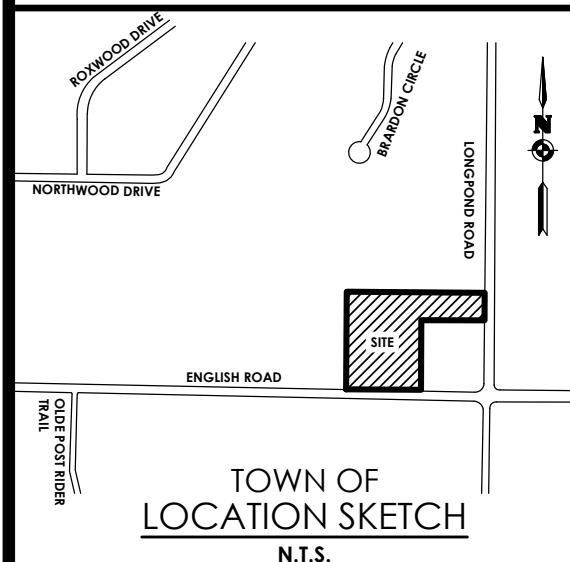 ROXWOOD DRIVE
BRARDON CIRCLE
N
NORTHWOOD DRIVE
LONGPOND ROAD
SITE
ENGLISH ROAD
OLDE POST RIDER
TRAIL
TOWN OF
LOCATION SKETCH
N.T.S.